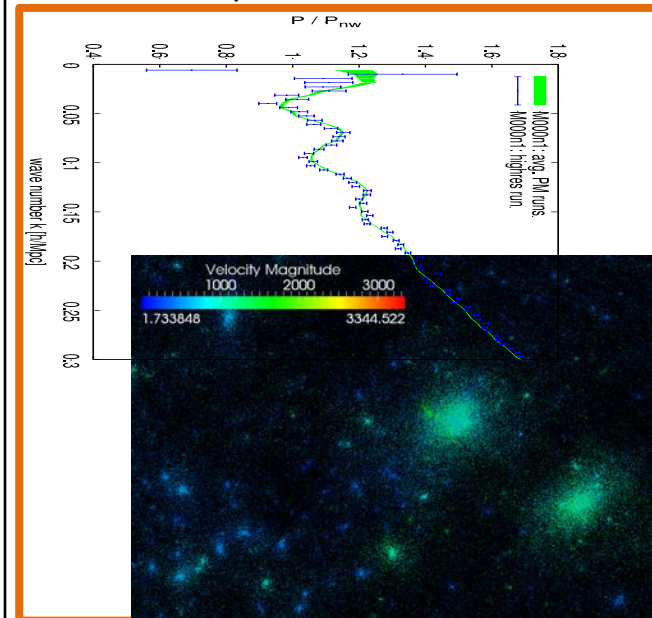 P / Pnw
0.4 0.6 0.8 1 1.2 1.4 1.6 1.8
0
0.05
0.1
0.15
0.2
0.25
0.3
wave number k [h/Mpc]
M000n1: avg. PM runs.
M000n1: highres run.
Velocity Magnitude
1000 2000 3000
1.733848 3344.522